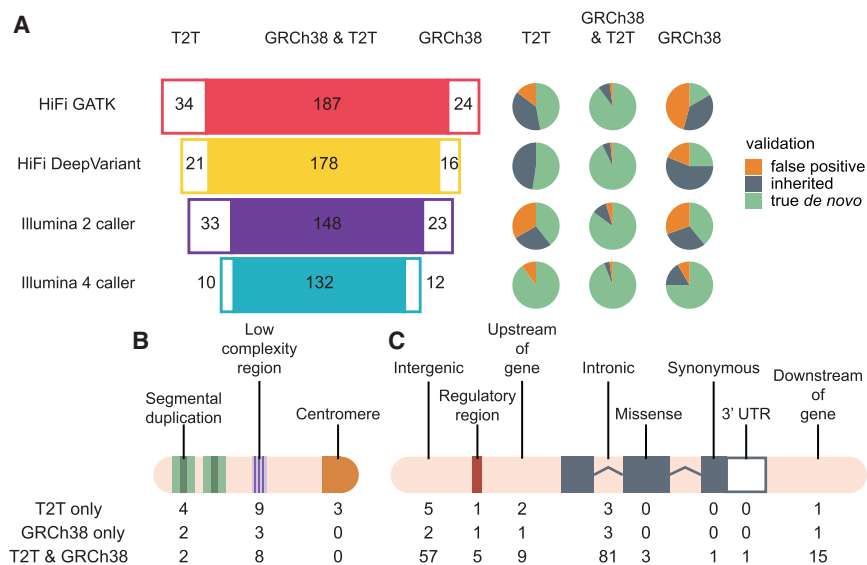 A
T2T
GRCh38 & T2T
GRCh38
T2T
GRCh38
& T2T
GRCh38
HiFi GATK
34
187
24
HiFi DeepVariant
21
178
16
Illumina 2 caller
33
148
23
Illumina 4 caller
10
132
12
validation
false positive
inherited
true de novo
B
Low
complexity
region
Segmental
duplication
Centromere
C
Upstream
of
gene
Intergenic
Intronic
Synonymous
Downstream
of
gene
Regulatory
region
Missense
3’ UTR
T2T only 4 9 3 5 1 2 3 0 0 0 1
GRCh38 only 2 3 0 2 1 1 3 0 0 0 1
T2T & GRCh38 2 8 0 57 5 9 81 3 1 1 15